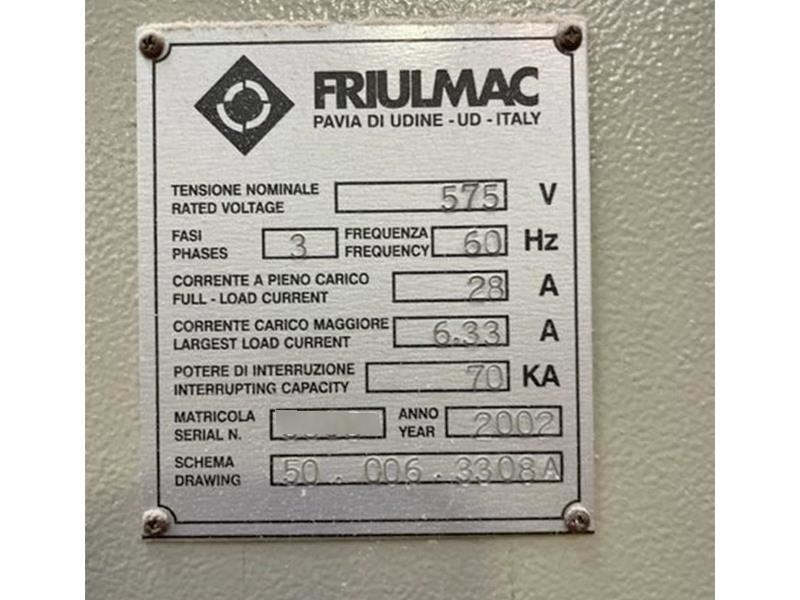 FRIULMAC
PAVIA DI UDINE - UD - ITALY
TENSIONE NOMINALE
RATED VOLTAGE 575 V
FASI
PHASES 3 FREQUENZA
FREQUENCY 60 Hz
CORRENTE A PIENO CARICO
FULL - LOAD CURRENT 28 A
CORRENTE CARICO MAGGIORE
LARGEST LOAD CURRENT 6.33 A
POTERE DI INTERRUZIONE
INTERRUPTING CAPACITY 70 KA
MATRICOLA
SERIAL N.
ANNO
YEAR 2002
SCHEMA
DRAWING 50.006.3308A